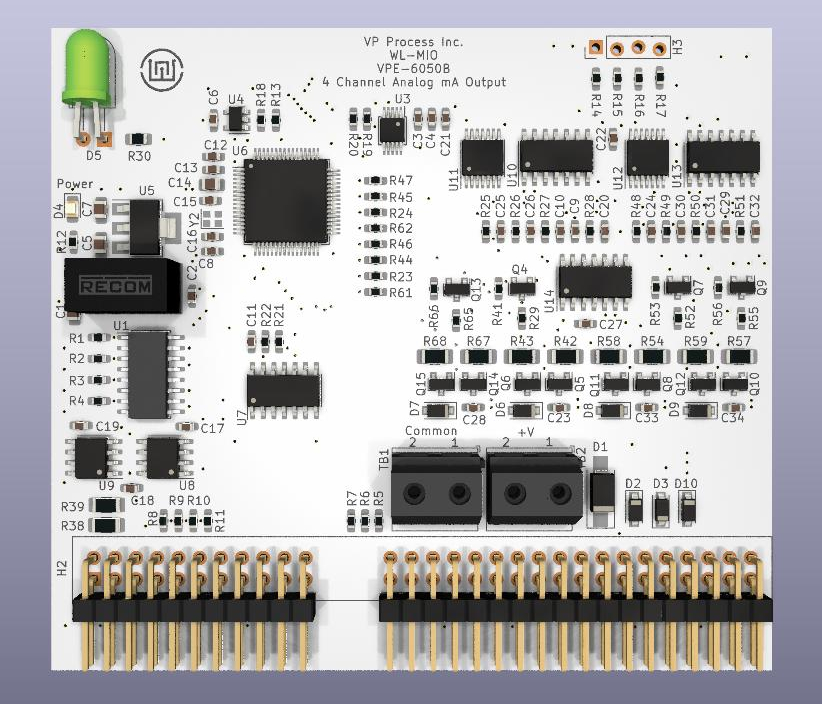 VP Process Inc.
WL-MIO
VPE-6050B
4 Channel Analog mA Output
H3
R14 R15 R16 R17
D5
R30
C6
U4
R18
R13
U6
C12
C13
C14
C15
C16
Y2
C8
U3
R20
R19
C3
C4
C21
U11
U10
C22
U12
U13
Power
D4
C7
U5
R12
C5
C2
RECOM
C1
U1
R47
R45
R24
R62
R46
R44
R23
R61
R25 C25 R26 C26 R27 C10 C9 R28 C20
R48 C24 R49 C30 R50 C31 C29 R51 C32
R66
Q13
R65
R41
Q4
R29
U14
C27
R53
Q7
R52
R56
Q9
R55
R1
R2
R3
R4
C11 R22 R21
U7
R68 R67 R43 R42 R58 R54 R59 R57
Q15 Q14 Q6 Q5 Q11 Q8 Q12 Q10
D7 C28 D6 C23 D8 C33 D9 C34
C19
C17
U9
U8
C18
R39
R38
R8
R9
R10
R11
R7 R6 R5
Common
+V
2 1
2 1
TB1
TB2
D1
D2
D3
D10
H2